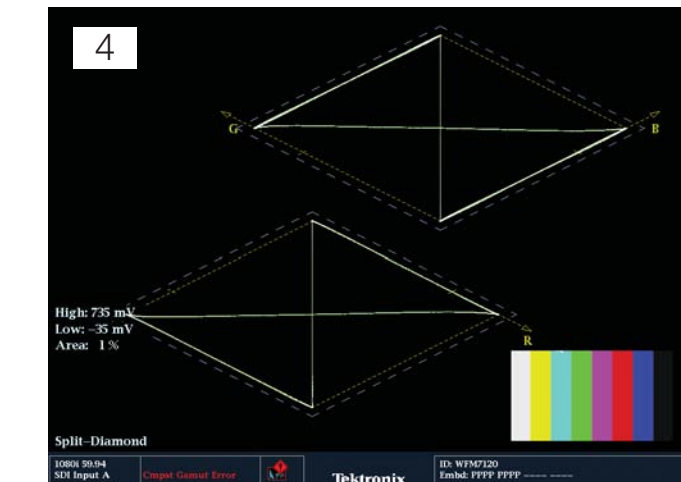 4
G
B
High: 735 mV
Low: –35 mV
Area: 1 %
R
Split–Diamond
1080i 59.94
SDI Input A
Cmpst Gamut Error
Tektronix
ID: WFM7120
Embd: PPPP PPPP ---- ----